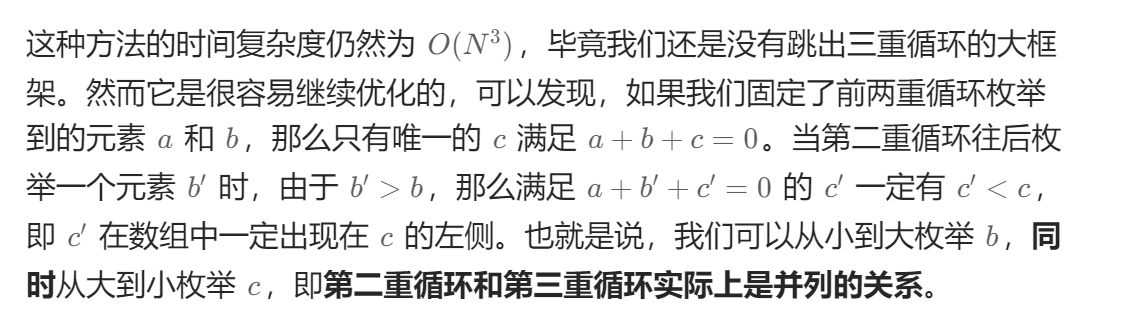 这种方法的时间复杂度仍然为 O(N³)，毕竟我们还是没有跳出三重循环的大框
架。然而它是很容易继续优化的，可以发现，如果我们固定了前两重循环枚举
到的元素 a 和 b，那么只有唯一的 c 满足 a + b + c = 0。当第二重循环往后枚
举一个元素 b′ 时，由于 b′ > b，那么满足 a + b′ + c′ = 0 的 c′ 一定有 c′ < c，
即 c′ 在数组中一定出现在 c 的左侧。也就是说，我们可以从小到大枚举 b，同
时从大到小枚举 c，即第二重循环和第三重循环实际上是并列的关系。